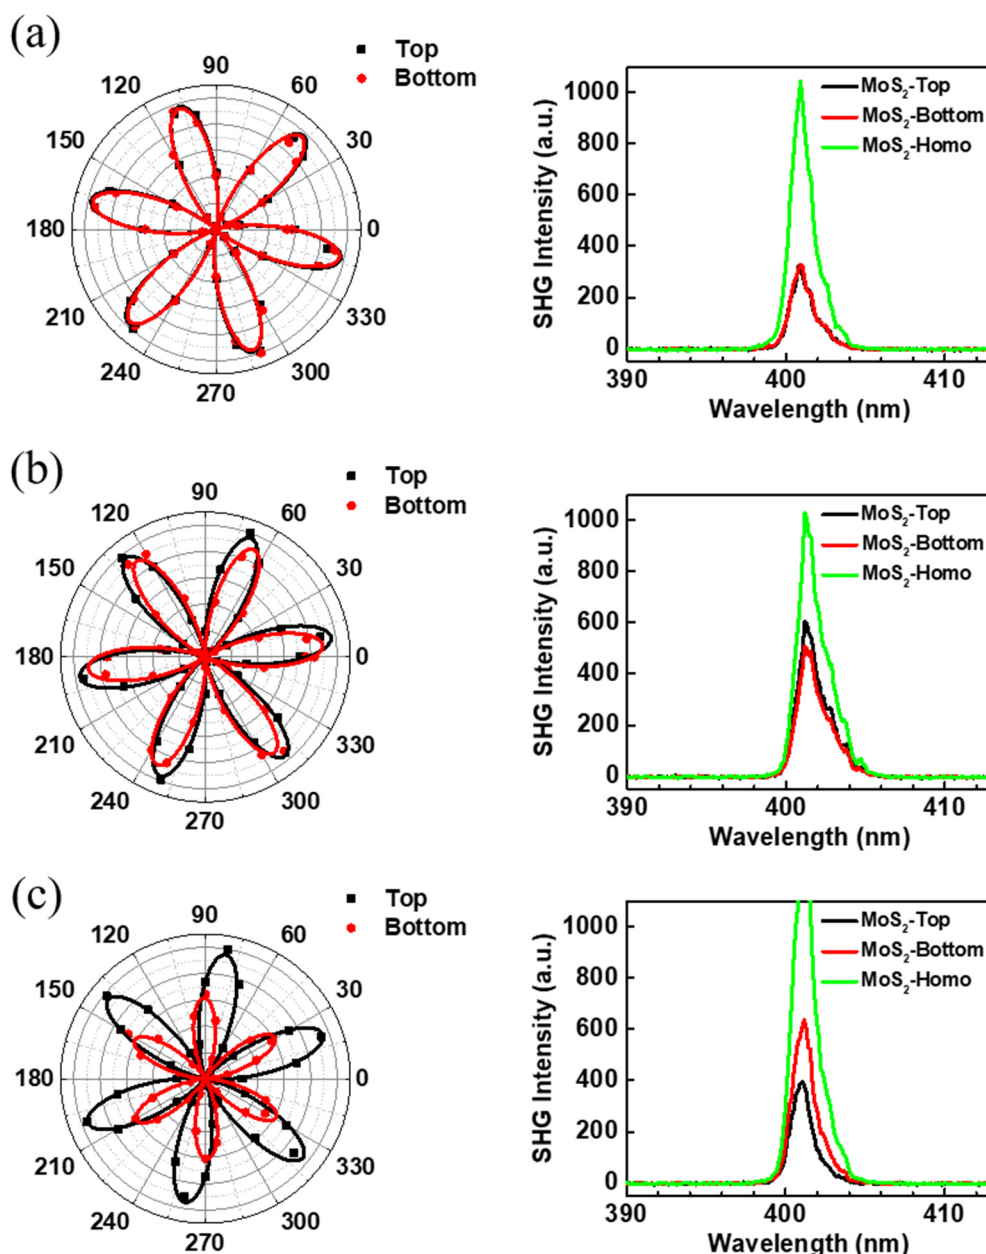 (a)
Top
Bottom
90
120
60
150
30
180
0
210
330
240
300
270
SHG Intensity (a.u.)
1000
800
600
400
200
0
MoS2-Top
MoS2-Bottom
MoS2-Homo
390
400
410
Wavelength (nm)
(b)
Top
Bottom
90
120
60
150
30
180
0
210
330
240
300
270
SHG Intensity (a.u.)
1000
800
600
400
200
0
MoS2-Top
MoS2-Bottom
MoS2-Homo
390
400
410
Wavelength (nm)
(c)
Top
Bottom
90
120
60
150
30
180
0
210
330
240
300
270
SHG Intensity (a.u.)
1000
800
600
400
200
0
MoS2-Top
MoS2-Bottom
MoS2-Homo
390
400
410
Wavelength (nm)